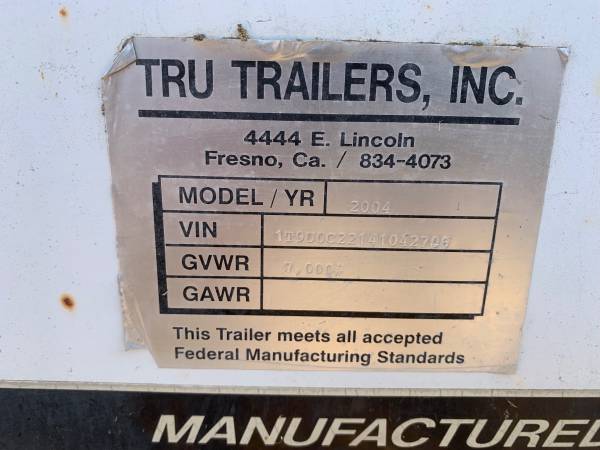 TRU TRAILERS, INC.
4444 E. Lincoln
Fresno, Ca. / 834-4073
MODEL / YR 2004
VIN
GVWR
GAWR
This Trailer meets all accepted
Federal Manufacturing Standards
MANUFACTURED